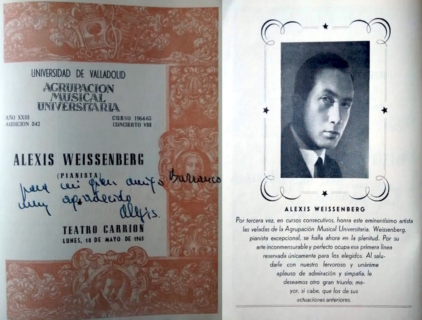 UNIVERSIDAD DE VALLADOLID
AGRUPACION
MUSICAL
UNIVERSITARIA
AÑO XXIII CURSO 1964-65
AUDICION 342 CONCIERTO VIII
ALEXIS WEISSENBERG
(PIANISTA)
para mi gran amigo Barranco
muy agradecido
Alexis.
TEATRO CARRION
LUNES, 10 DE MAYO DE 1965
ALEXIS WEISSENBERG
Por tercera vez, en cursos consecutivos, honra este eminentísimo artista
las veladas de la Agrupación Musical Universitaria. Weissenberg,
pianista excepcional, se halla ahora en la plenitud. Por su
arte inconmensurable y perfecto ocupa esa primera línea
reservada únicamente para los elegidos. Al salu-
darle con nuestro fervoroso y unánime
aplauso de admiración y simpatía, le
deseamos otro gran triunfo, ma-
yor, si cabe, que los de sus
actuaciones anteriores.